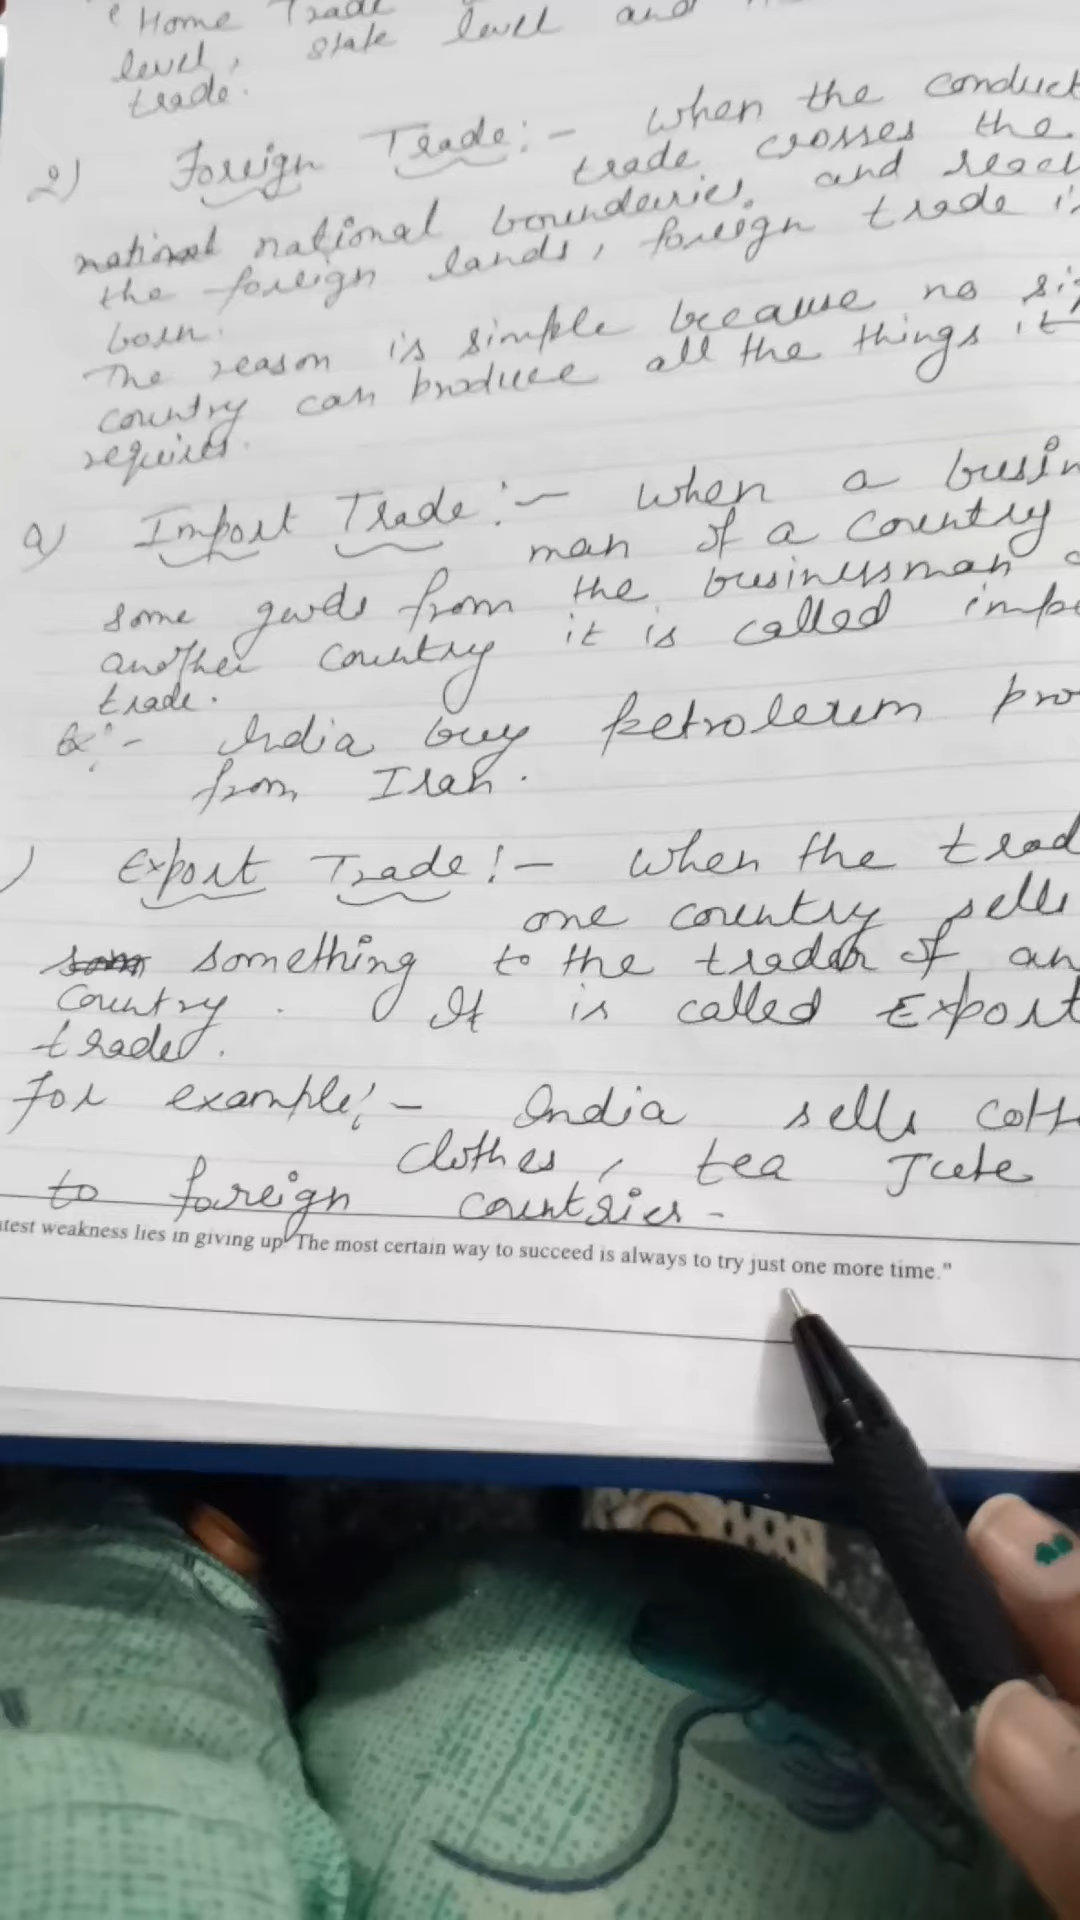 Home Trade
level, state level and
trade.
2) Foreign Trade:- when the conduct
trade crosses the
national national boundaries. and reach
the foreign lands, foreign trade is
born.
The reason is simple because no
country can produce all the things it
requires.
a) Import Trade:- when a busin
man of a country
some goods from the businessman
another country it is called impo
trade.
Ex:- India buy petroleum pro
from Iran.
) Export Trade:- when the trad
one country sells
som something to the trader of an
country. It is called Export
trade.
For example:- India sells cott
clothes, tea Jute
to foreign countries-
test weakness lies in giving up. The most certain way to succeed is always to try just one more time."